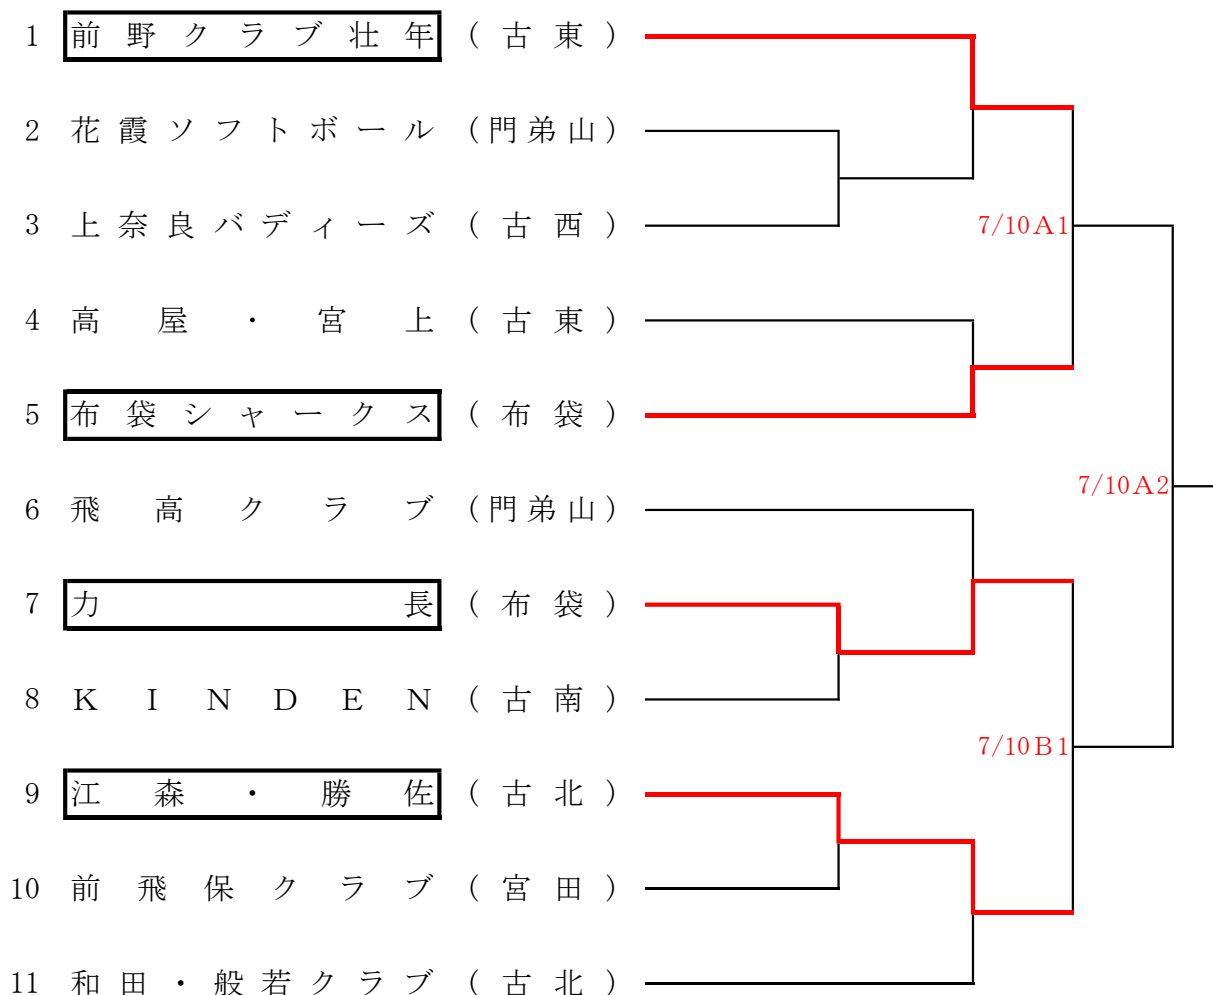 1 前野クラブ壮年 (古東)
2 花霞ソフトボール (門弟山)
3 上奈良バディーズ (古西)
7/10A1
4 高屋・宮上 (古東)
5 布袋シャークス (布袋)
7/10A2
6 飛高クラブ (門弟山)
7 力長 (布袋)
8 KINDEN (古南)
7/10B1
9 江森・勝佐 (古北)
10 前飛保クラブ (宮田)
11 和田・般若クラブ (古北)